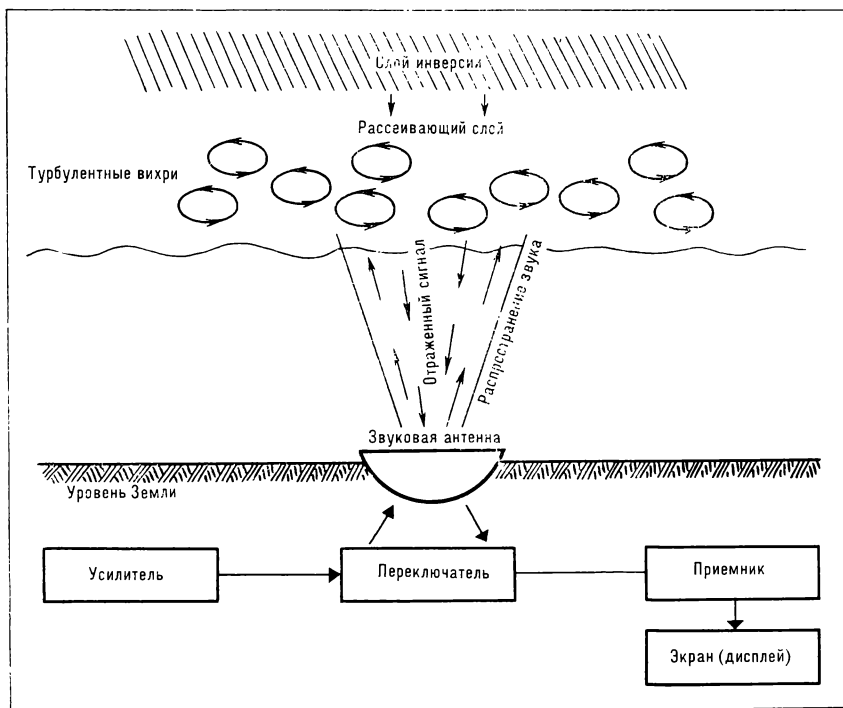 Слой инверсии
Рассеивающий слой
Турбулентные вихри
Отраженный сигнал
Распространение звука
Звуковая антенна
Уровень Земли
Усилитель
Переключатель
Приемник
Экран (дисплей)